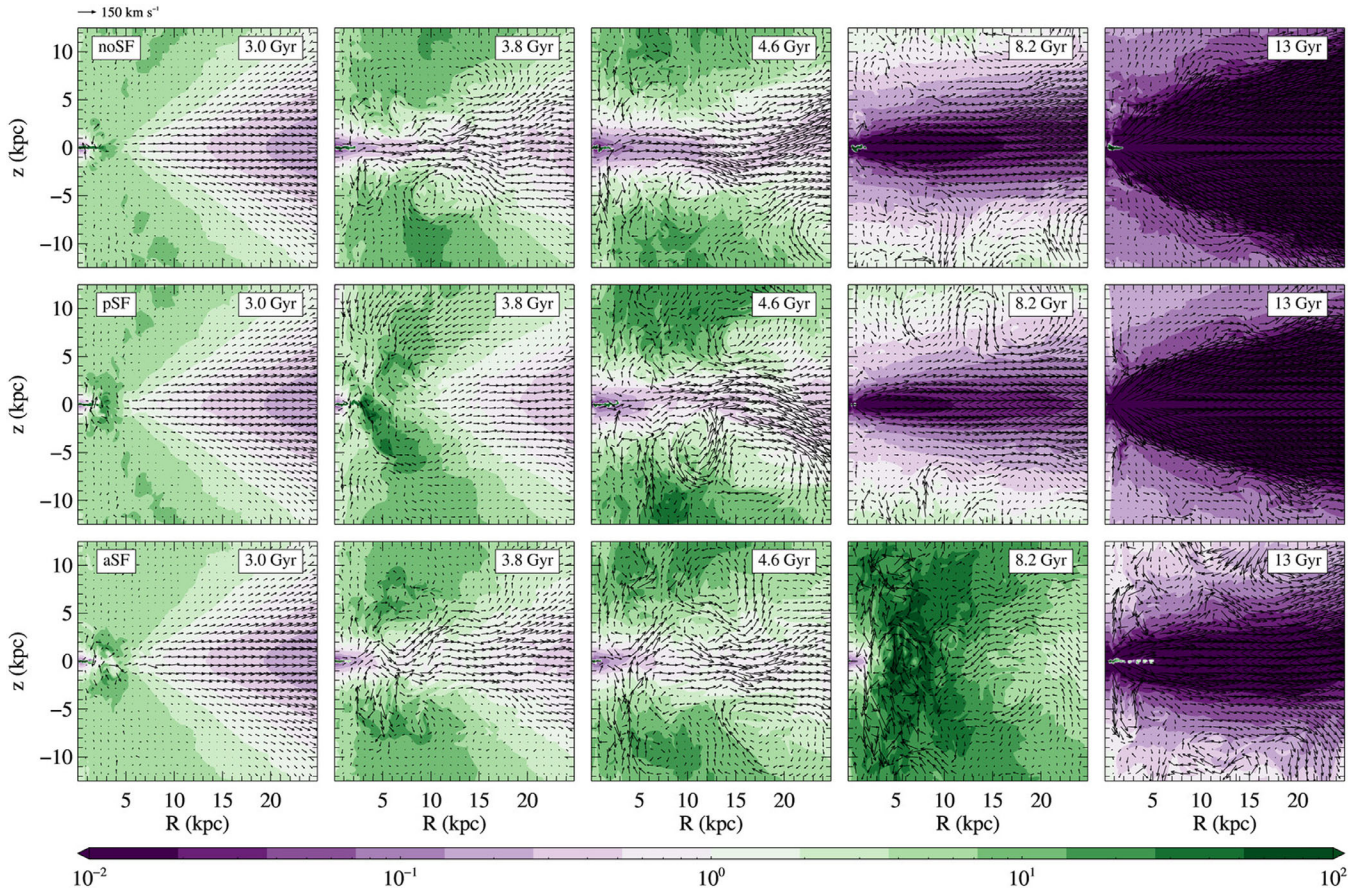 150 km s⁻¹
noSF 3.0 Gyr 3.8 Gyr 4.6 Gyr 8.2 Gyr 13 Gyr
10
5
z (kpc) 0
−5
−10
pSF 3.0 Gyr 3.8 Gyr 4.6 Gyr 8.2 Gyr 13 Gyr
10
5
z (kpc) 0
−5
−10
aSF 3.0 Gyr 3.8 Gyr 4.6 Gyr 8.2 Gyr 13 Gyr
10
5
z (kpc) 0
−5
−10
5 10 15 20 5 10 15 20 5 10 15 20 5 10 15 20 5 10 15 20
R (kpc) R (kpc) R (kpc) R (kpc) R (kpc)
10⁻² 10⁻¹ 10⁰ 10¹ 10²